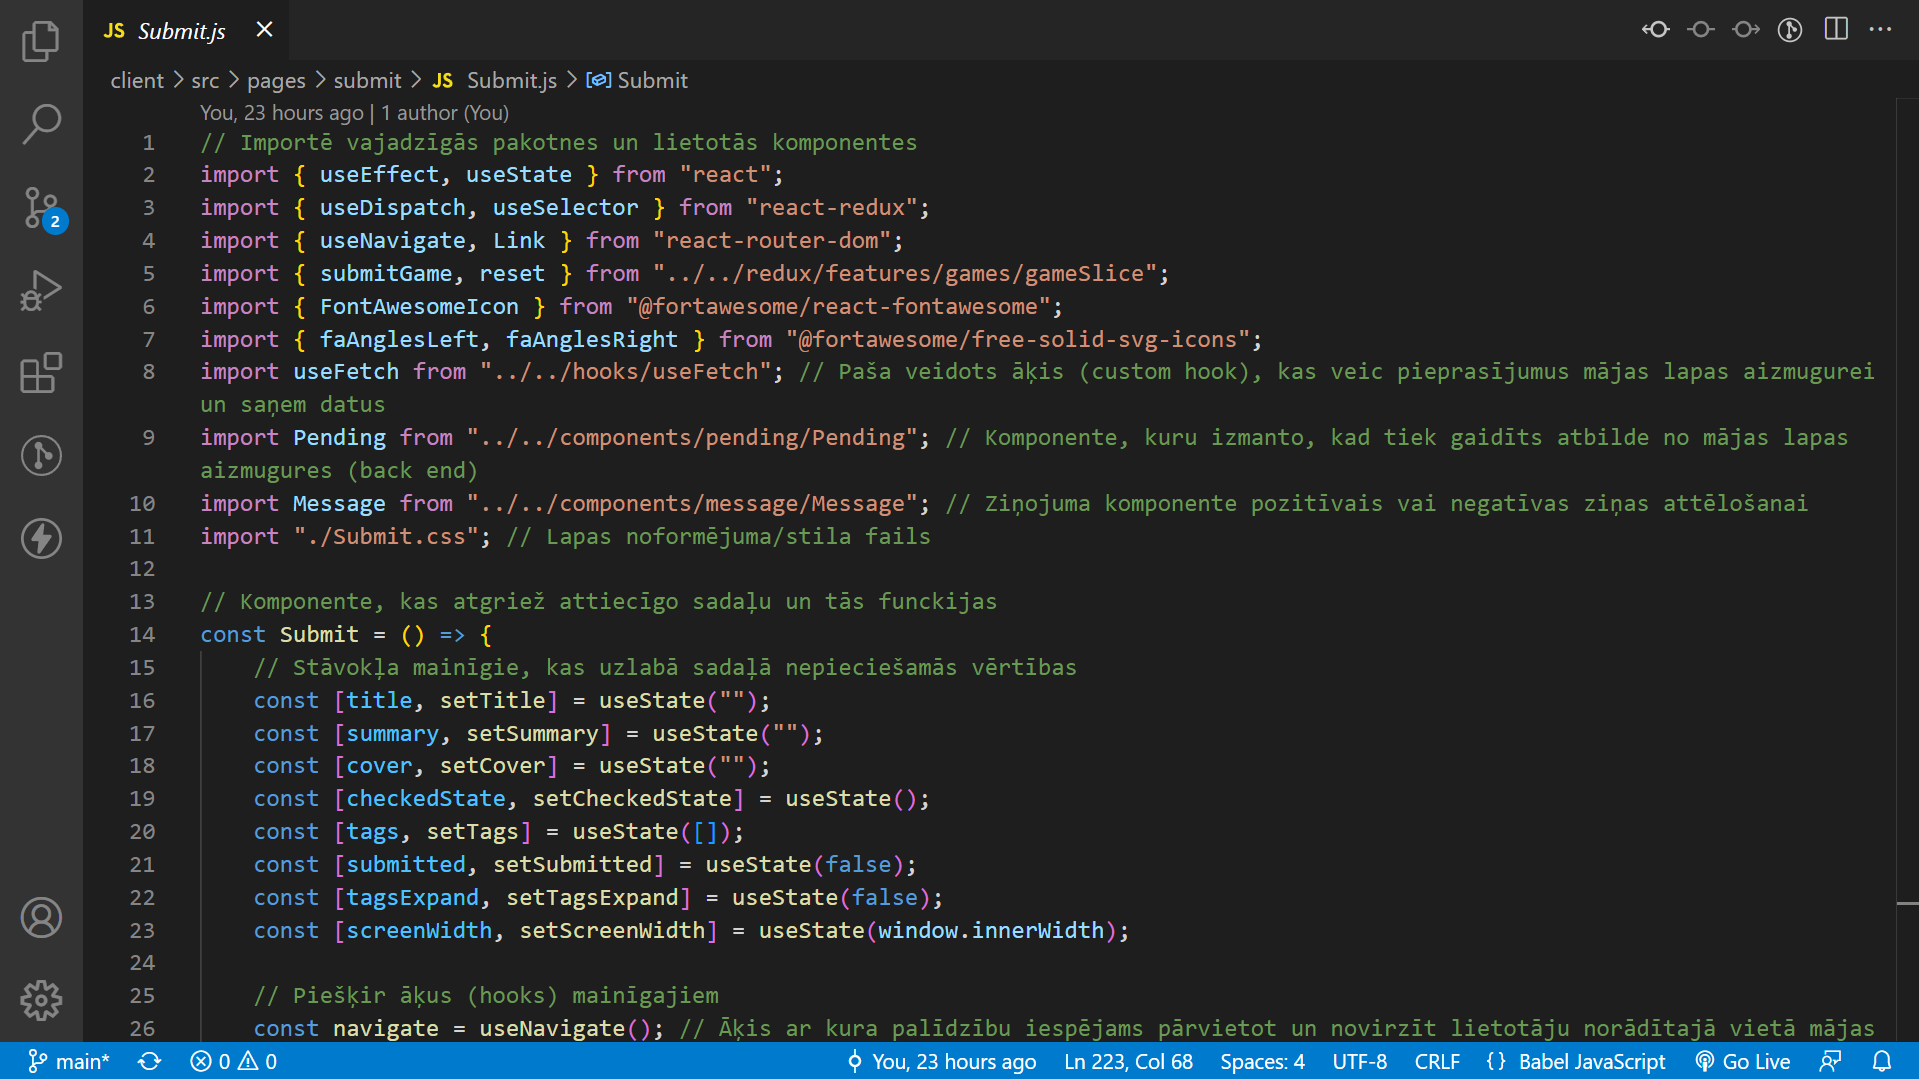 JS Submit.js
client > src > pages > submit > JS Submit.js > Submit
You, 23 hours ago | 1 author (You)
1 // Importē vajadzīgās pakotnes un lietotās komponentes
2 import { useEffect, useState } from "react";
3 import { useDispatch, useSelector } from "react-redux";
4 import { useNavigate, Link } from "react-router-dom";
5 import { submitGame, reset } from "../../redux/features/games/gameSlice";
6 import { FontAwesomeIcon } from "@fortawesome/react-fontawesome";
7 import { faAnglesLeft, faAnglesRight } from "@fortawesome/free-solid-svg-icons";
8 import useFetch from "../../hooks/useFetch"; // Paša veidots āķis (custom hook), kas veic pieprasījumus mājas lapas aizmugurei
un saņem datus
9 import Pending from "../../components/pending/Pending"; // Komponente, kuru izmanto, kad tiek gaidīts atbilde no mājas lapas
aizmugures (back end)
10 import Message from "../../components/message/Message"; // Ziņojuma komponente pozitīvais vai negatīvas ziņas attēlošanai
11 import "./Submit.css"; // Lapas noformējuma/stila fails
12
13 // Komponente, kas atgriež attiecīgo sadaļu un tās funckijas
14 const Submit = () => {
15 // Stāvokļa mainīgie, kas uzlabā sadaļā nepieciešamās vērtības
16 const [title, setTitle] = useState("");
17 const [summary, setSummary] = useState("");
18 const [cover, setCover] = useState("");
19 const [checkedState, setCheckedState] = useState();
20 const [tags, setTags] = useState([]);
21 const [submitted, setSubmitted] = useState(false);
22 const [tagsExpand, setTagsExpand] = useState(false);
23 const [screenWidth, setScreenWidth] = useState(window.innerWidth);
24
25 // Piešķir āķus (hooks) mainīgajiem
26 const navigate = useNavigate(); // Āķis ar kura palīdzību iespējams pārvietot un novirzīt lietotāju norādītajā vietā mājas
2
main* 0 0 You, 23 hours ago Ln 223, Col 68 Spaces: 4 UTF-8 CRLF {} Babel JavaScript Go Live